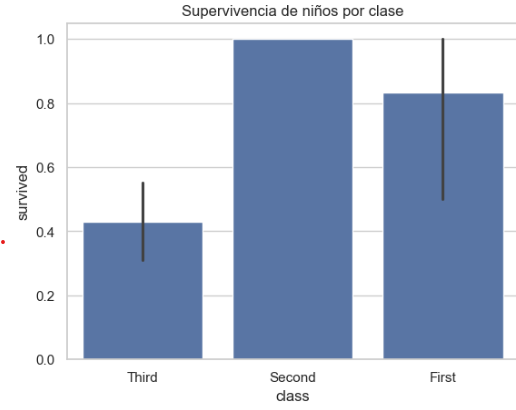 Supervivencia de niños por clase
1.0
0.8
0.6
0.4
0.2
0.0
survived
Third Second First
class